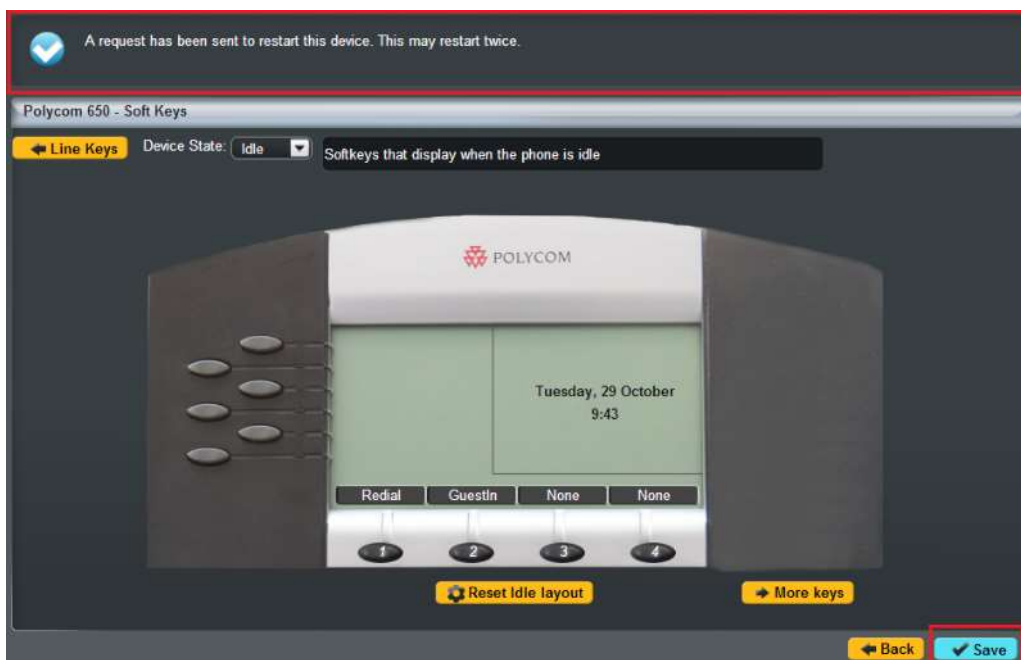 A request has been sent to restart this device. This may restart twice.
Polycom 650 - Soft Keys
Line Keys
Device State:
Idle
Softkeys that display when the phone is idle
POLYCOM
Tuesday, 29 October
9:43
Redial
GuestIn
None
None
1
2
3
4
Reset Idle layout
More keys
Back
Save